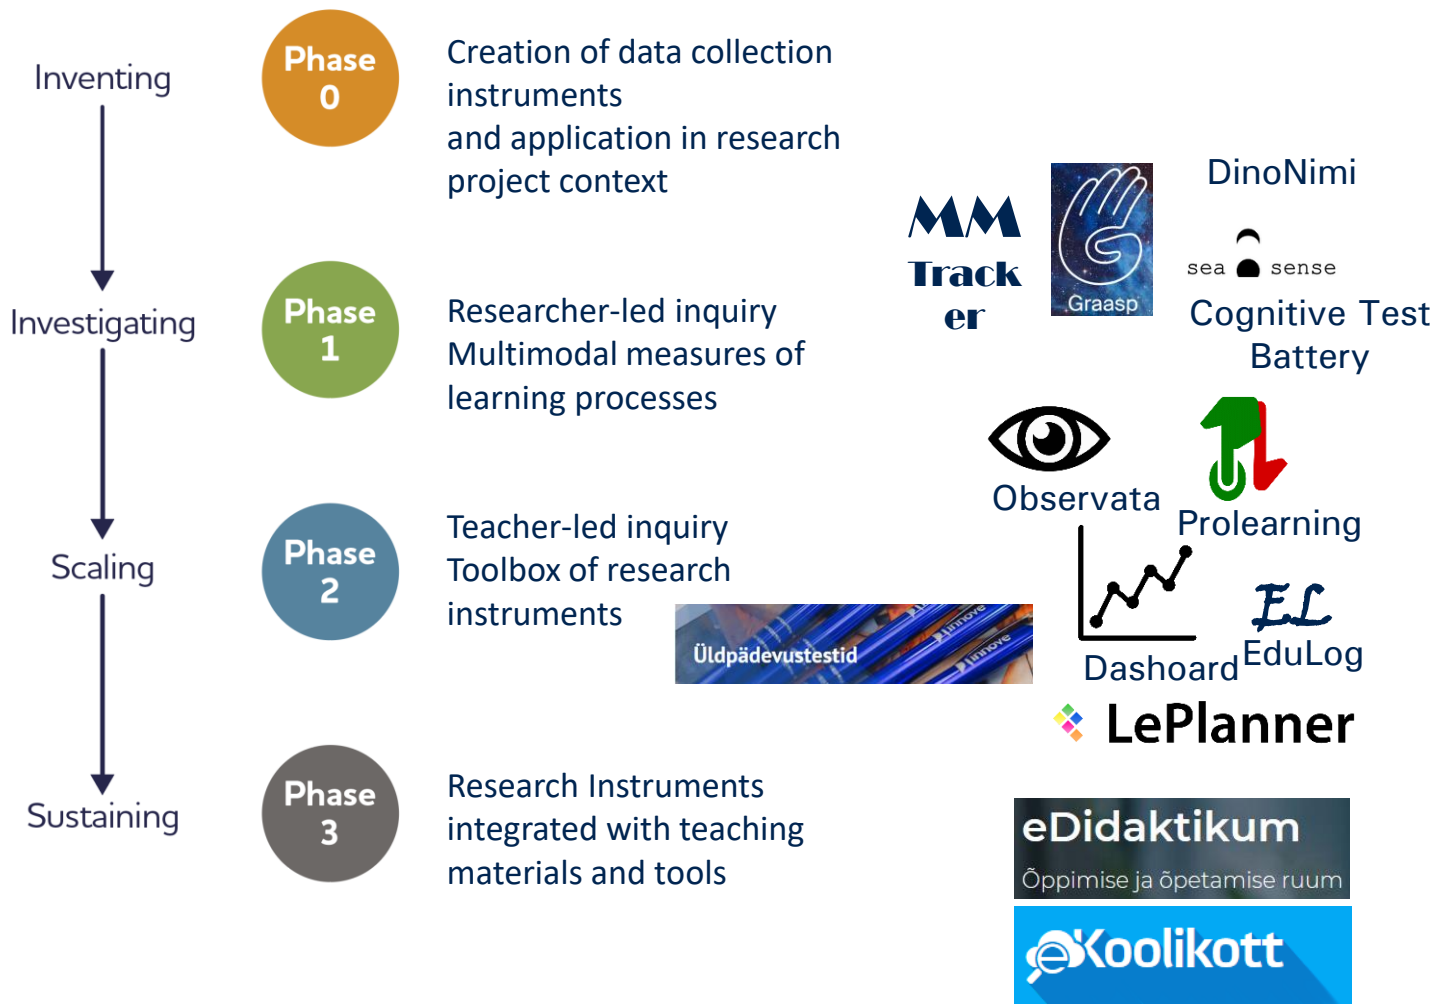 Inventing
Phase
0
Creation of data collection
instruments
and application in research
project context
Investigating
Phase
1
Researcher-led inquiry
Multimodal measures of
learning processes
Scaling
Phase
2
Teacher-led inquiry
Toolbox of research
instruments
Sustaining
Phase
3
Research Instruments
integrated with teaching
materials and tools
MM
Track
er
Graasp
DinoNimi
sea sense
Cognitive Test
Battery
Observata
Prolearning
Üldpädevustestid
innove
innove
innove
Dashoard
EL
EduLog
LePlanner
eDidaktikum
Õppimise ja õpetamise ruum
eKoolikott